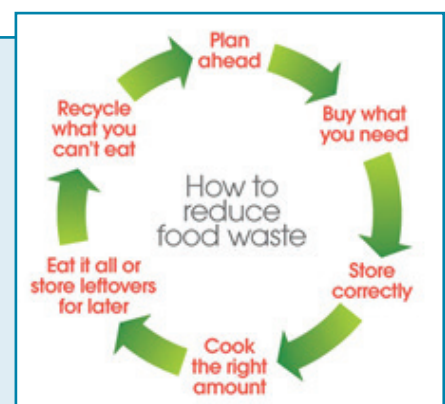 How to
reduce
food waste
Plan
ahead
Buy what
you need
Store
correctly
Cook
the right
amount
Eat it all or
store leftovers
for later
Recycle
what you
can't eat